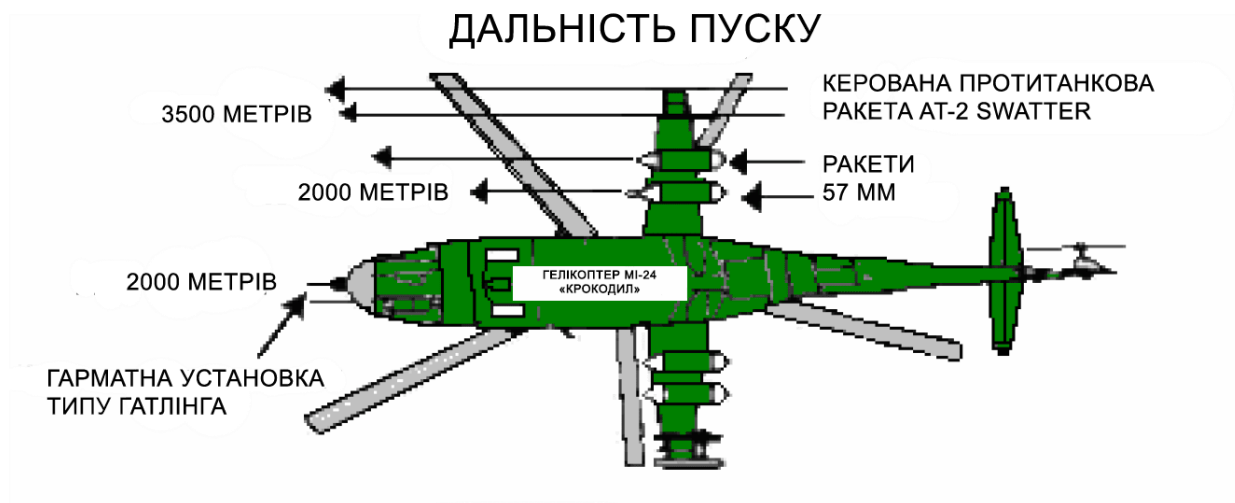 ДАЛЬНІСТЬ ПУСКУ
КЕРОВАНА ПРОТИТАНКОВА
РАКЕТА AT-2 SWATTER
3500 МЕТРІВ
РАКЕТИ
57 ММ
2000 МЕТРІВ
2000 МЕТРІВ
ГЕЛІКОПТЕР МІ-24
«КРОКОДИЛ»
ГАРМАТНА УСТАНОВКА
ТИПУ ГАТЛІНГА